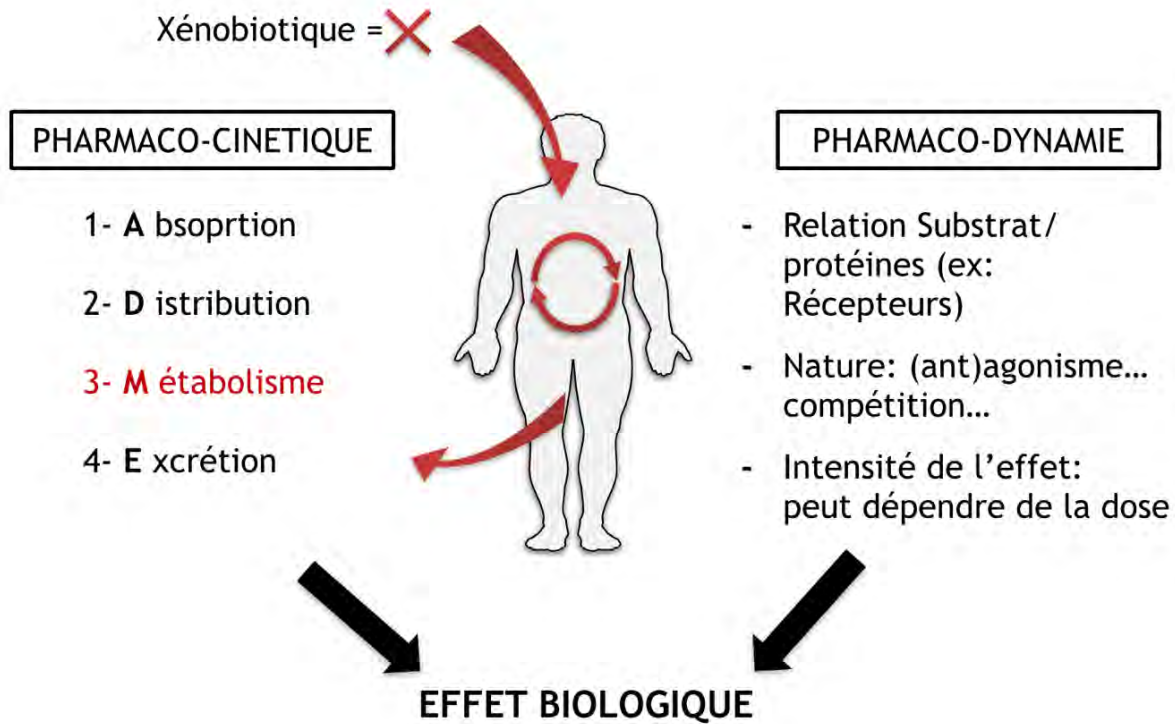 Xénobiotique =
PHARMACO-CINETIQUE
1- A bsoprtion
2- D istribution
3- M étabolisme
4- E xcrétion
PHARMACO-DYNAMIE
- Relation Substrat/
protéines (ex:
Récepteurs)
- Nature: (ant)agonisme…
compétition…
- Intensité de l’effet:
peut dépendre de la dose
EFFET BIOLOGIQUE